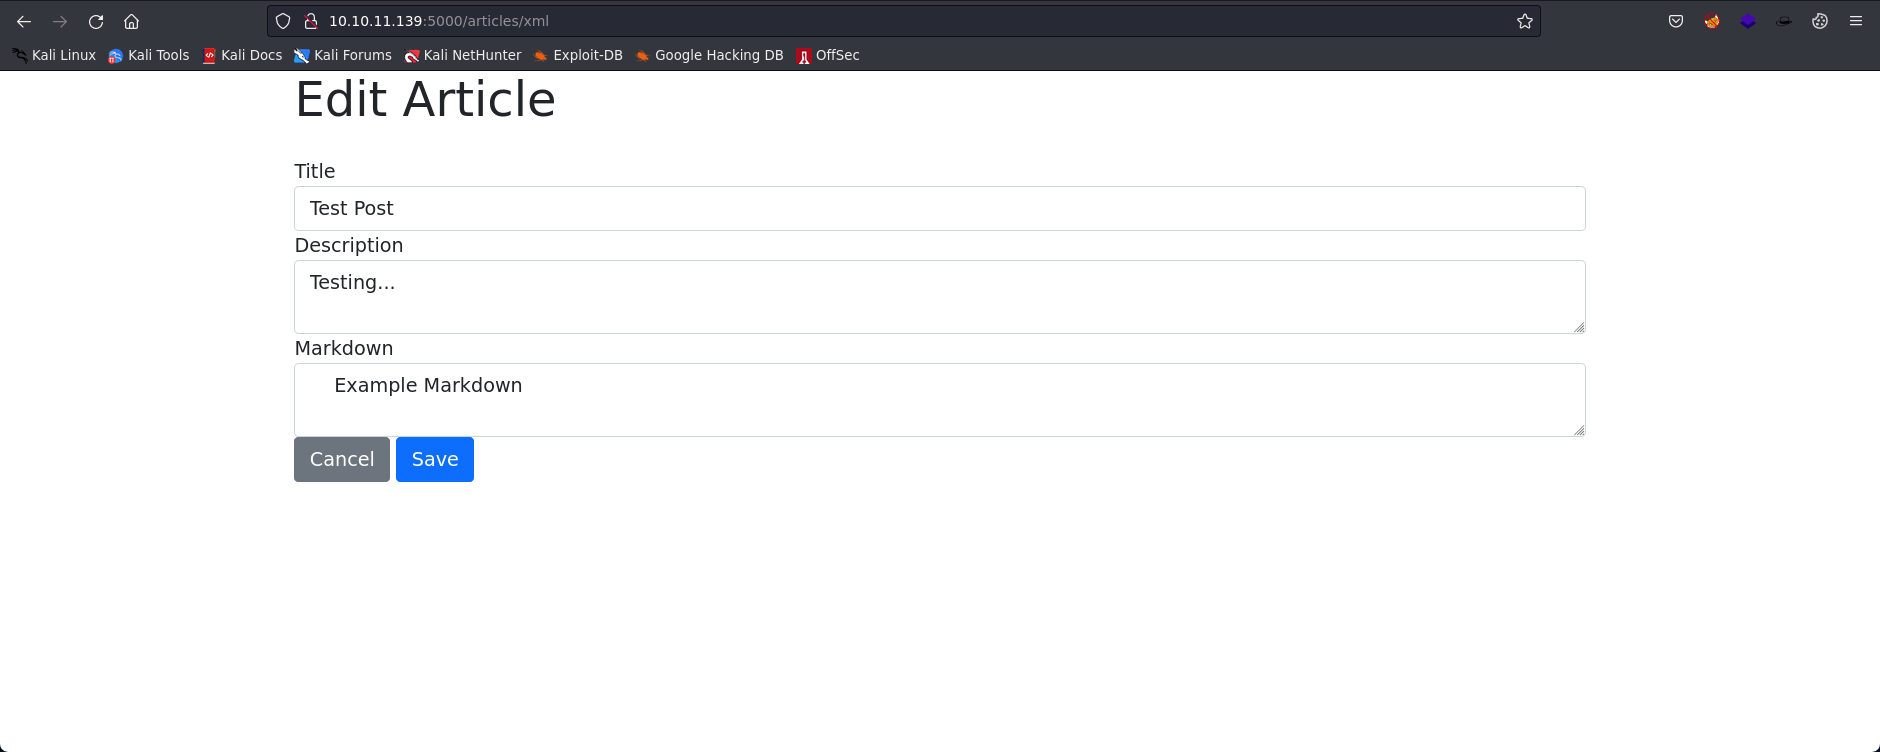 10.10.11.139:5000/articles/xml
Kali Linux Kali Tools Kali Docs Kali Forums Kali NetHunter Exploit-DB Google Hacking DB OffSec
Edit Article
Title
Test Post
Description
Testing...
Markdown
Example Markdown
Cancel Save